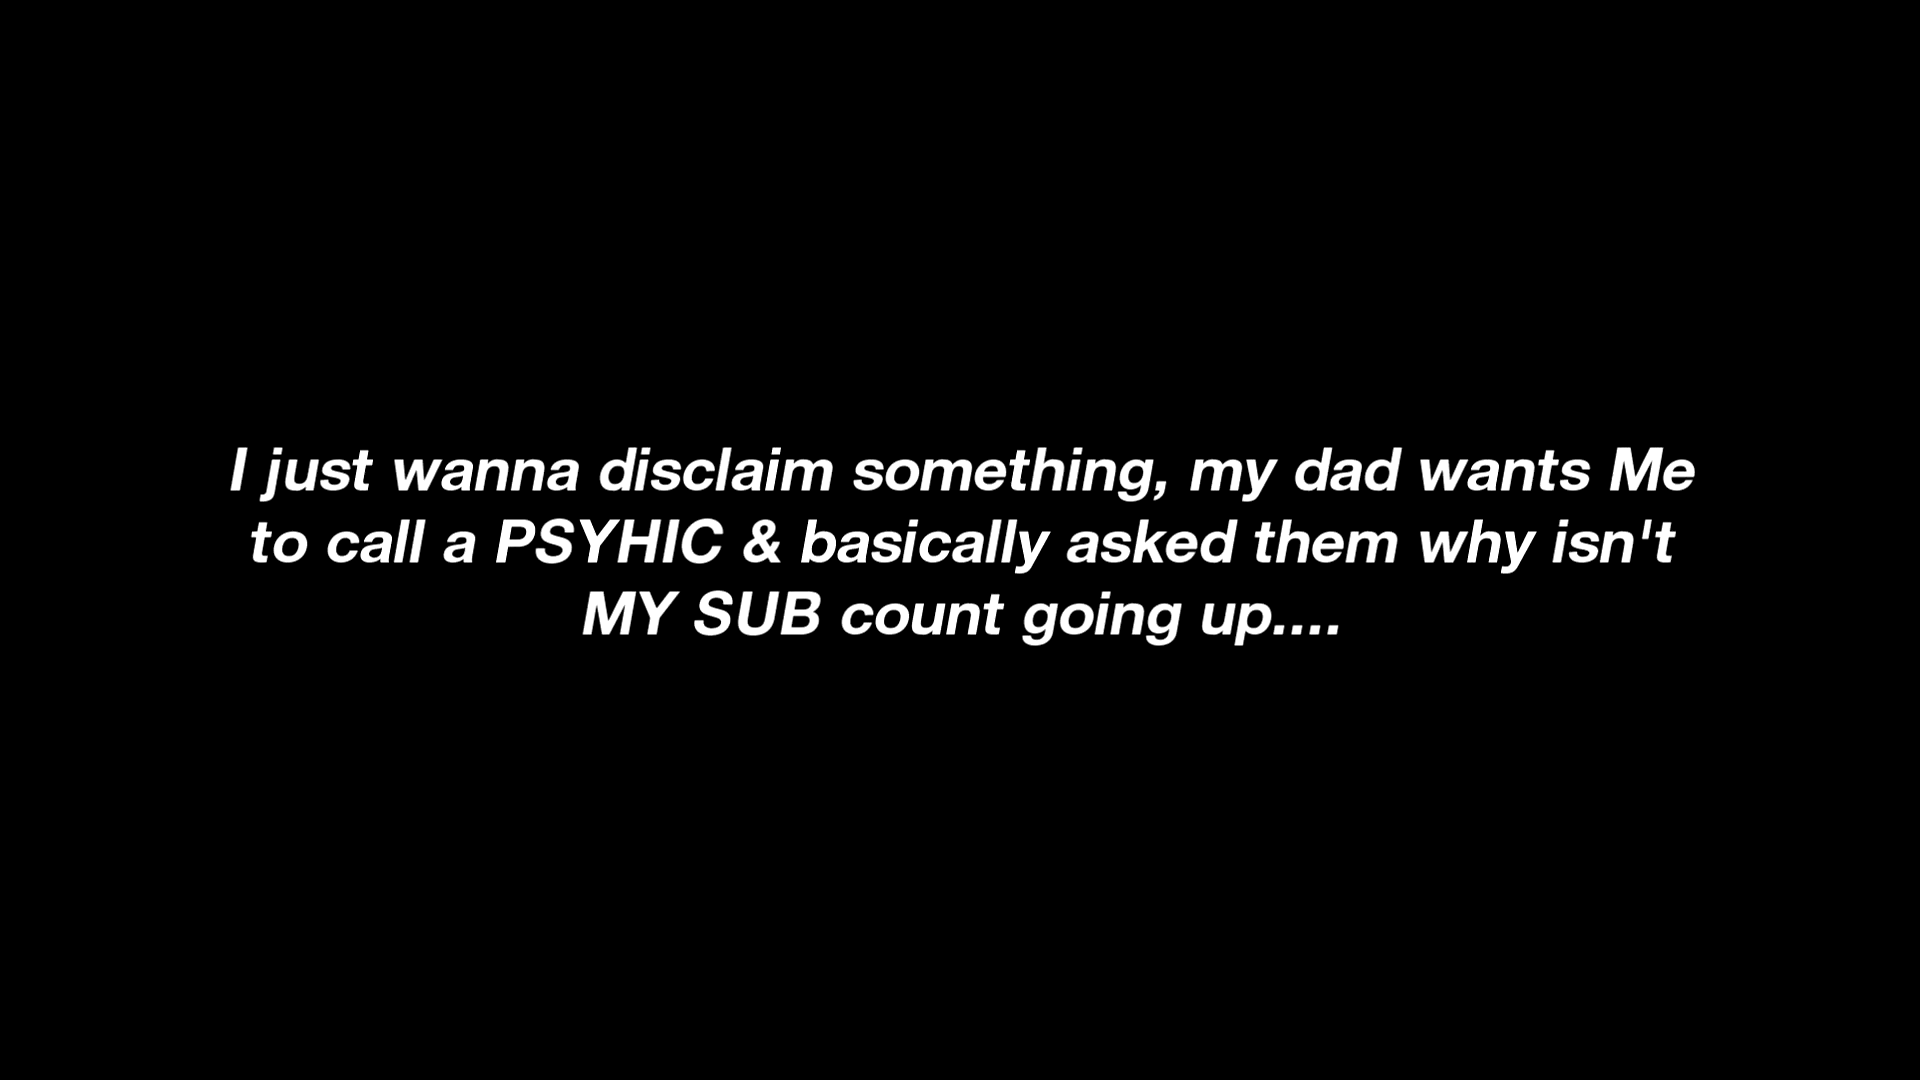 I just wanna disclaim something, my dad wants Me
to call a PSYHIC & basically asked them why isn't
MY SUB count going up....